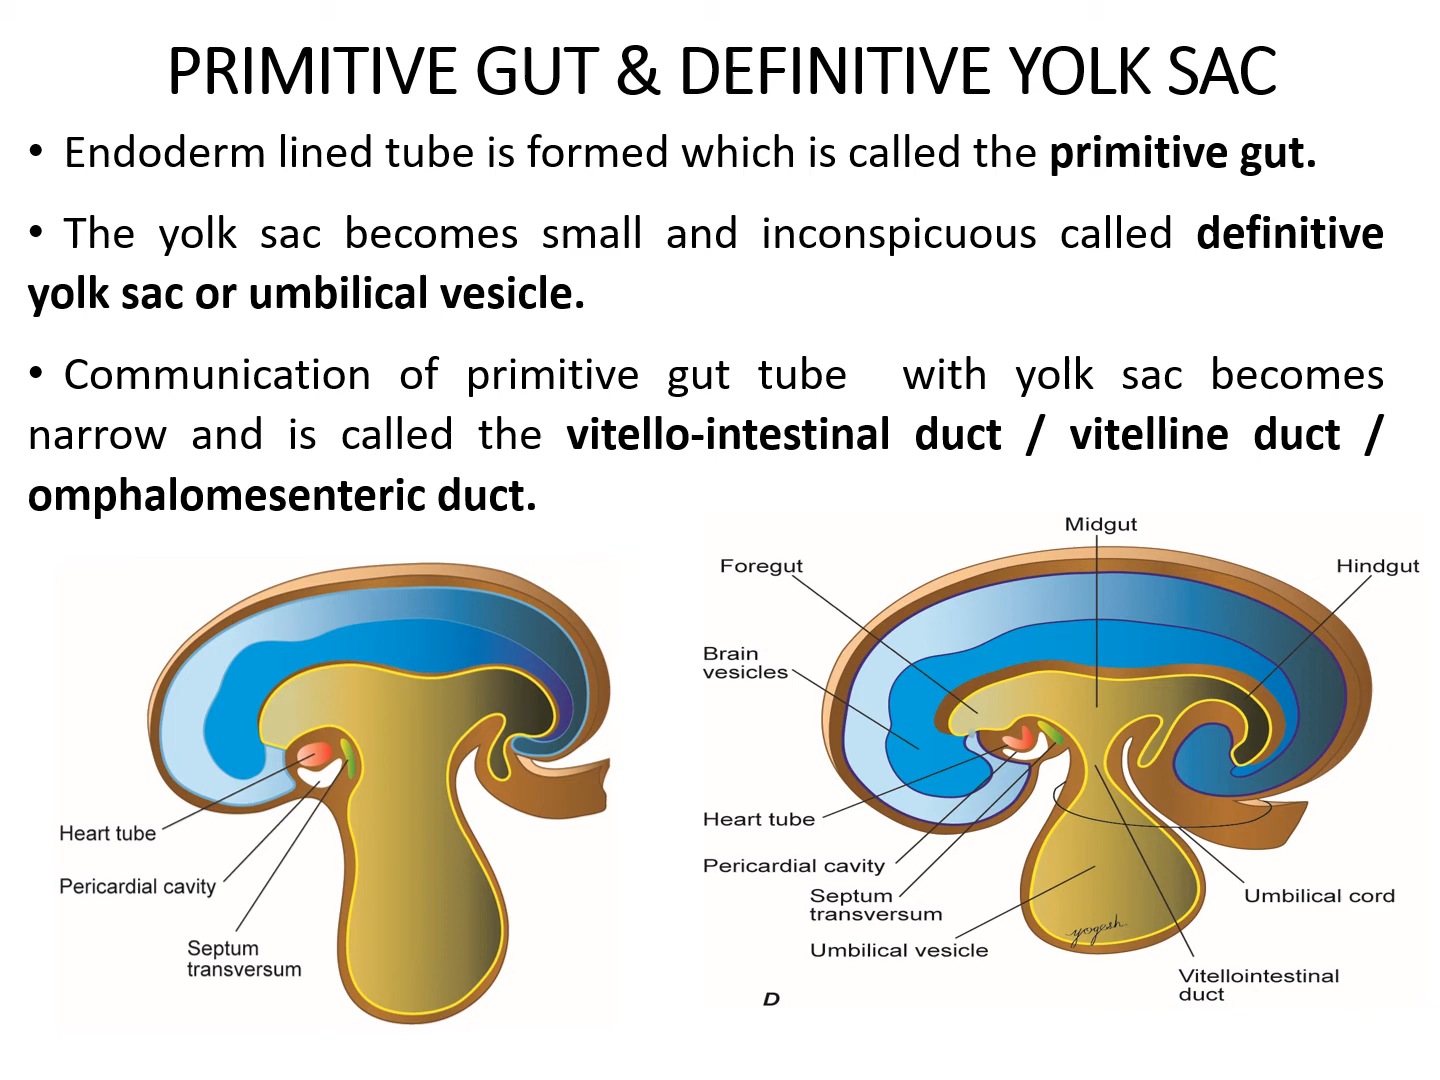 PRIMITIVE GUT & DEFINITIVE YOLK SAC
• Endoderm lined tube is formed which is called the primitive gut.
• The yolk sac becomes small and inconspicuous called definitive
yolk sac or umbilical vesicle.
• Communication of primitive gut tube with yolk sac becomes
narrow and is called the vitello-intestinal duct / vitelline duct /
omphalomesenteric duct.
Heart tube
Pericardial cavity
Septum
transversum
Midgut
Foregut
Hindgut
Brain
vesicles
Heart tube
Pericardial cavity
Septum
transversum
Umbilical vesicle
Umbilical cord
Vitellointestinal
duct
yogesh
D